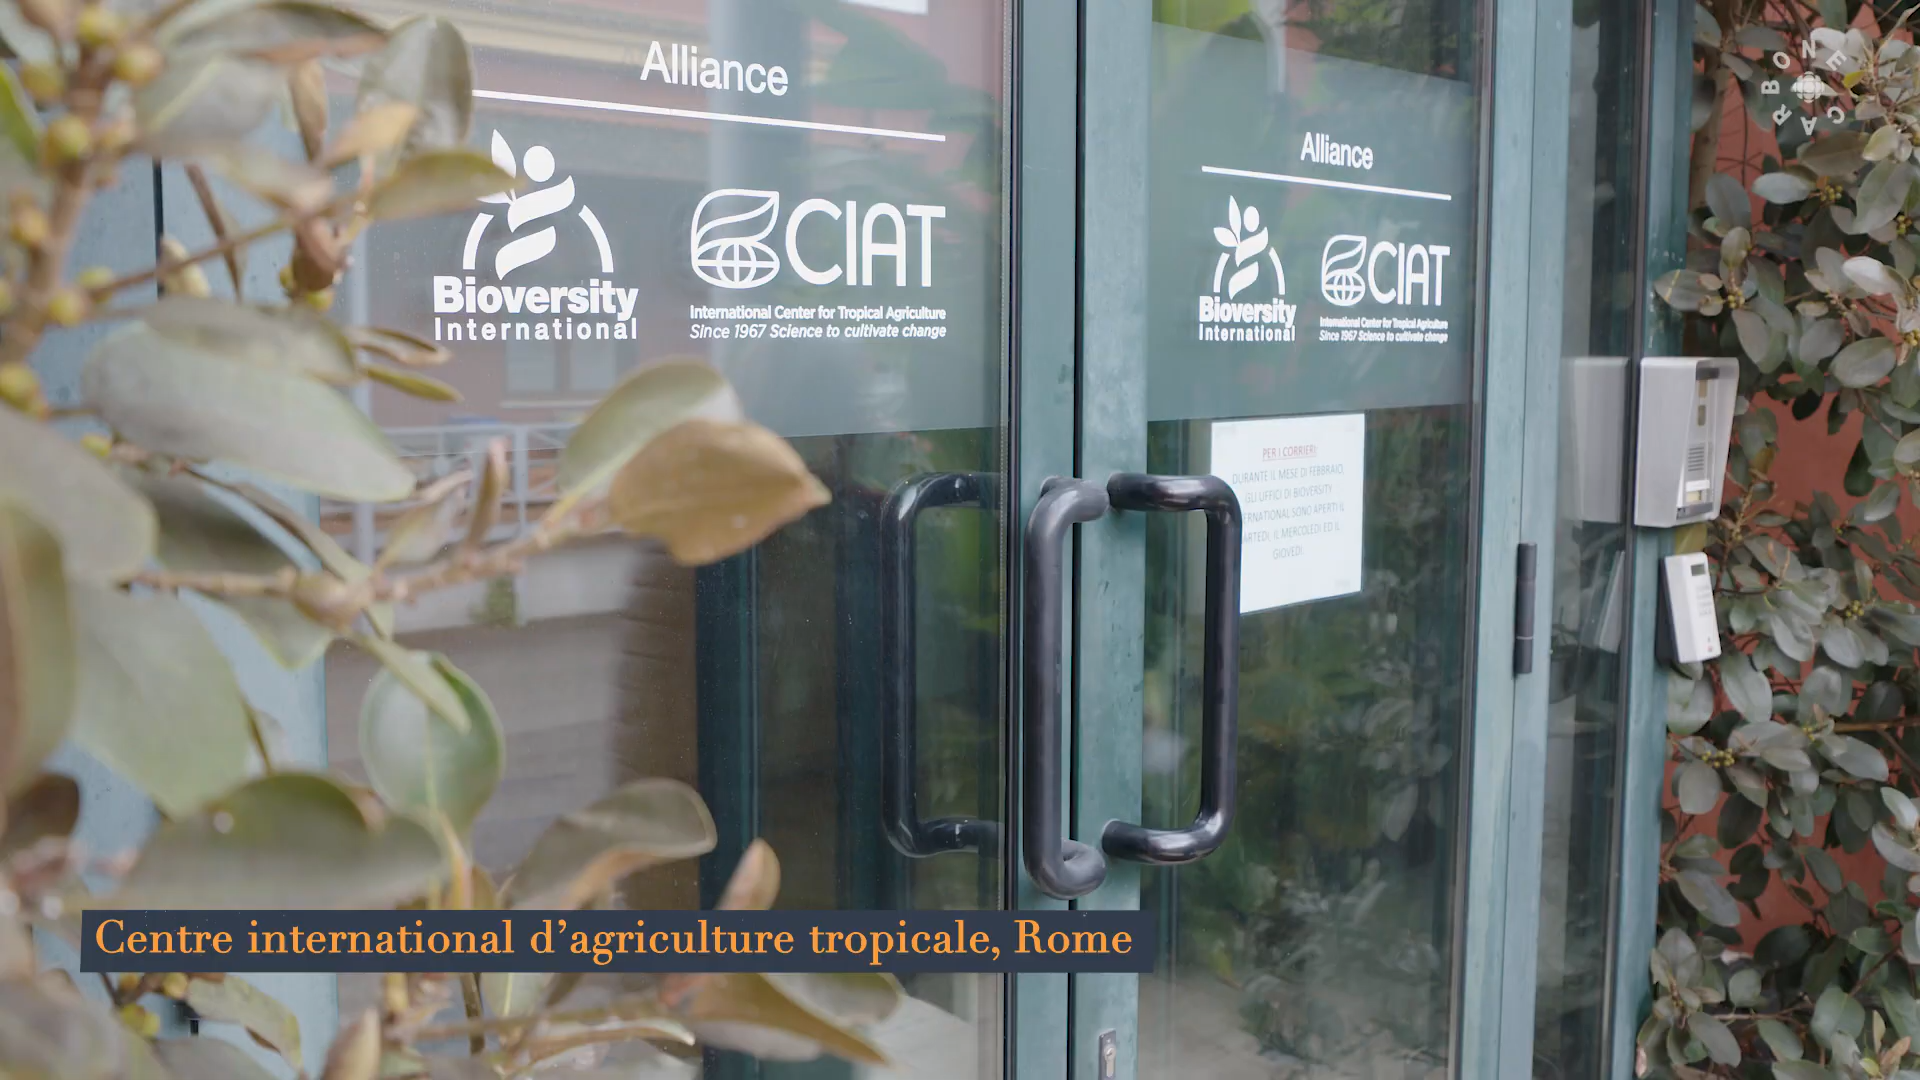 Alliance
Bioversity
International
CIAT
International Center for Tropical Agriculture
Since 1967 Science to cultivate change
Alliance
Bioversity
International
CIAT
International Center for Tropical Agriculture
Since 1967 Science to cultivate change
PER I CORRIERI
DURANTE IL MESE DI FEBBRAIO,
GLI UFFICI DI BIOVERSITY
SONO APERTI IL
IL MERCOLEDI ED IL
GIOVEDI.
CARBONE
Centre international d’agriculture tropicale, Rome